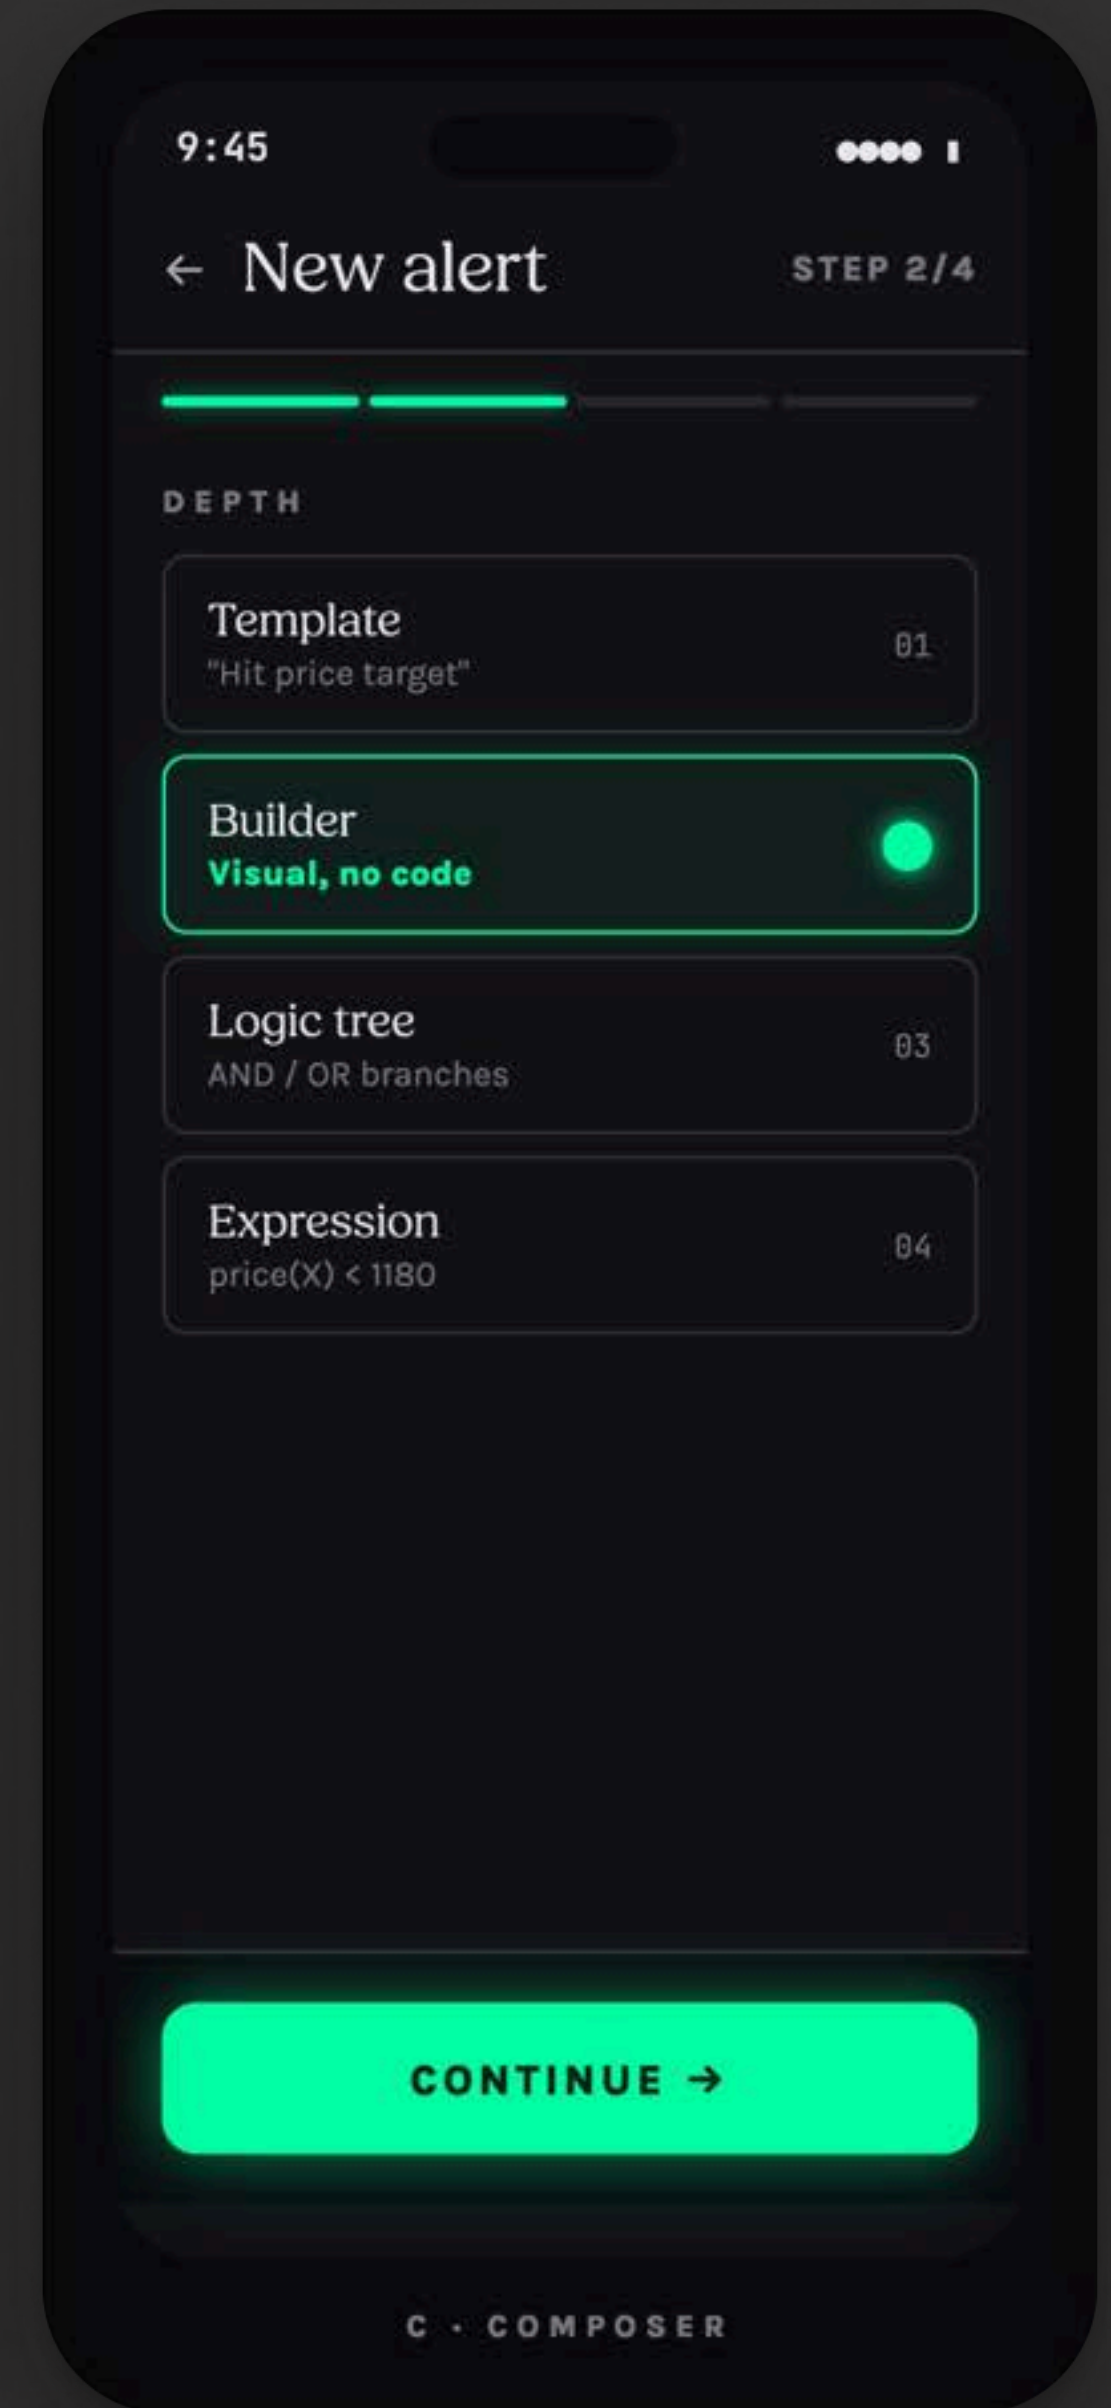 9:45
← New alert
STEP 2/4
DEPTH
Template
"Hit price target"
01
Builder
Visual, no code
Logic tree
AND / OR branches
03
Expression
price(X) < 1180
04
CONTINUE →
C · COMPOSER